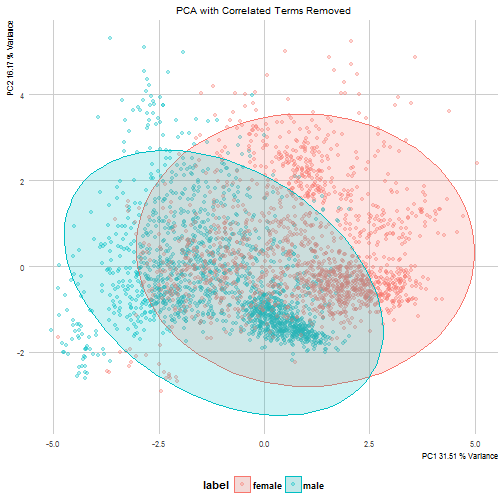 PCA with Correlated Terms Removed
PC2 16.17 % Variance
4
2
0
-2
-5.0 -2.5 0.0 2.5 5.0
PC1 31.51 % Variance
label female male